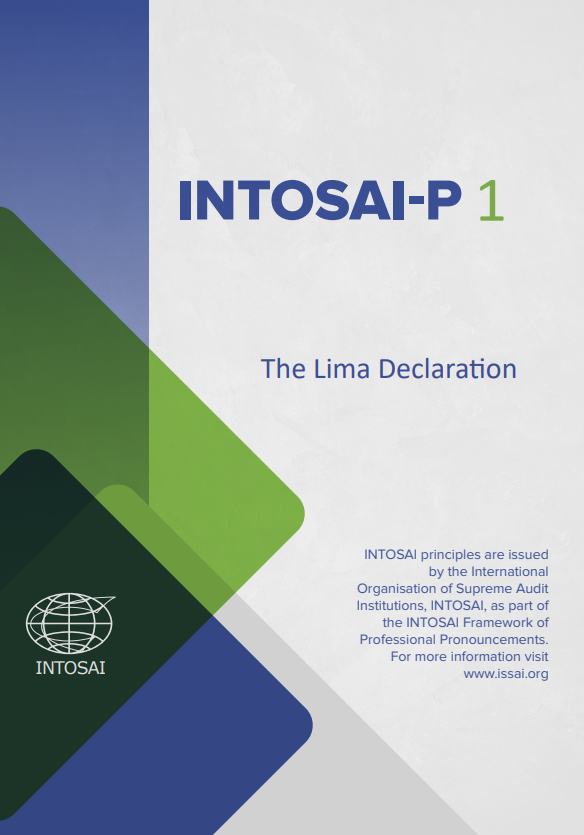 INTOSAI-P 1
The Lima Declaration
INTOSAI principles are issued
by the International
Organisation of Supreme Audit
Institutions, INTOSAI, as part of
the INTOSAI Framework of
Professional Pronouncements.
For more information visit
www.issai.org
INTOSAI